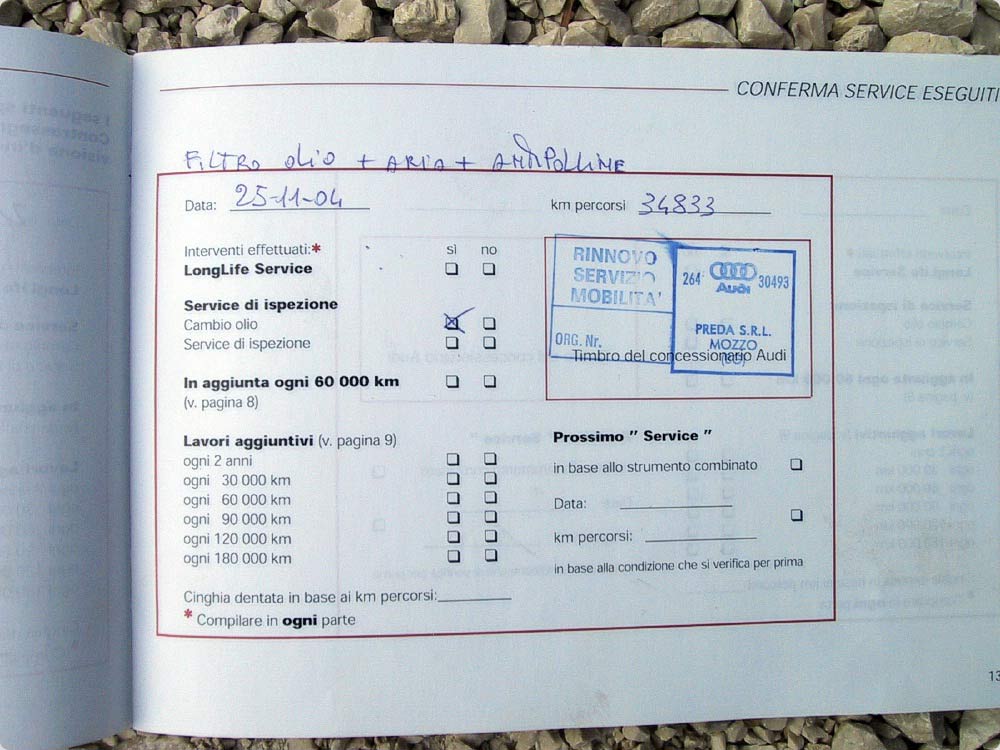 CONFERMA SERVICE ESEGUITI
FILTRO OLIO + ARIA + ANTIPOLLINE
Data: 25-11-04 km percorsi 34833
Interventi effettuati:* sì no
LongLife Service
Service di ispezione
Cambio olio
Service di ispezione
In aggiunta ogni 60 000 km
(v. pagina 8)
RINNOVO
SERVIZIO
MOBILITA'
ORG. Nr.
264 Audi 30493
PREDA S.R.L.
MOZZO
(BG)
Timbro del concessionario Audi
Lavori aggiuntivi (v. pagina 9)
ogni 2 anni
ogni 30 000 km
ogni 60 000 km
ogni 90 000 km
ogni 120 000 km
ogni 180 000 km
Prossimo " Service "
in base allo strumento combinato
Data:
km percorsi:
in base alla condizione che si verifica per prima
Cinghia dentata in base ai km percorsi:
* Compilare in ogni parte
13